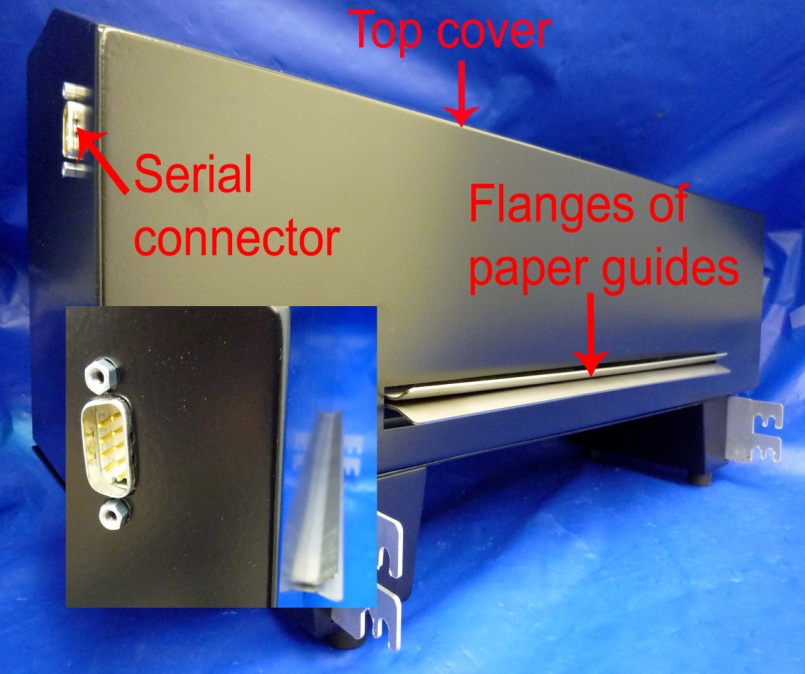 Top cover
Serial
connector
Flanges of
paper guides